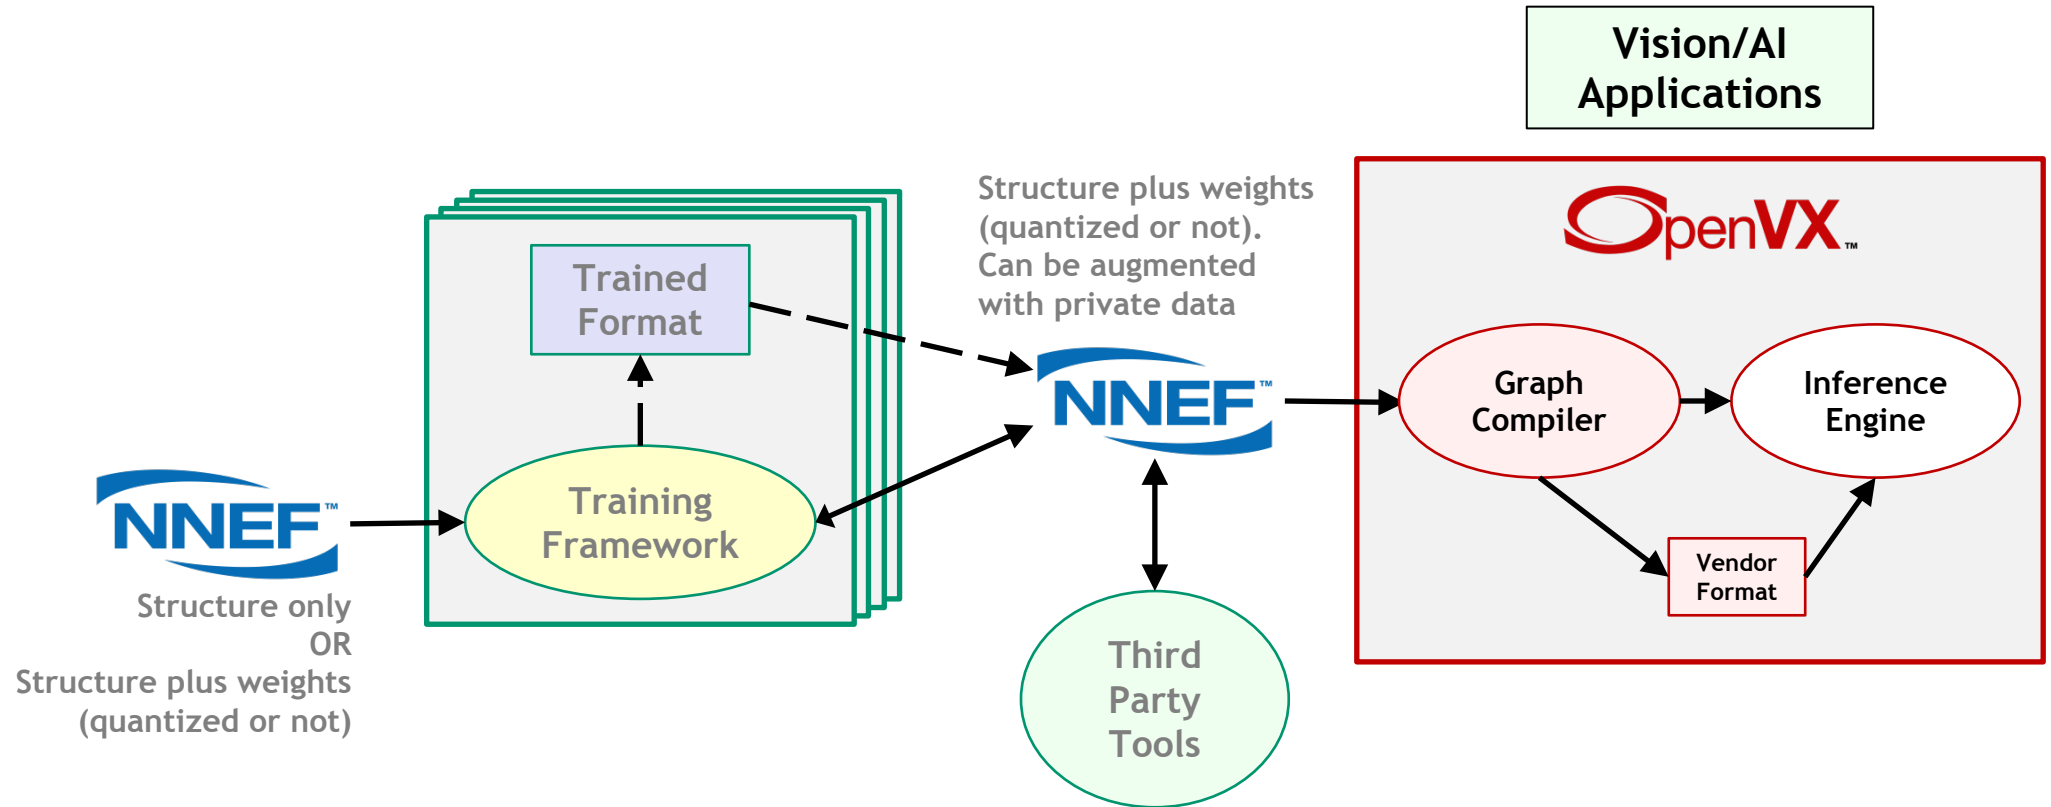 Vision/AI
Applications
Structure plus weights
(quantized or not).
Can be augmented
with private data
OpenVX™
Trained
Format
NNEF™
Graph
Compiler
Inference
Engine
Training
Framework
NNEF™
Vendor
Format
Structure only
OR
Structure plus weights
(quantized or not)
Third
Party
Tools